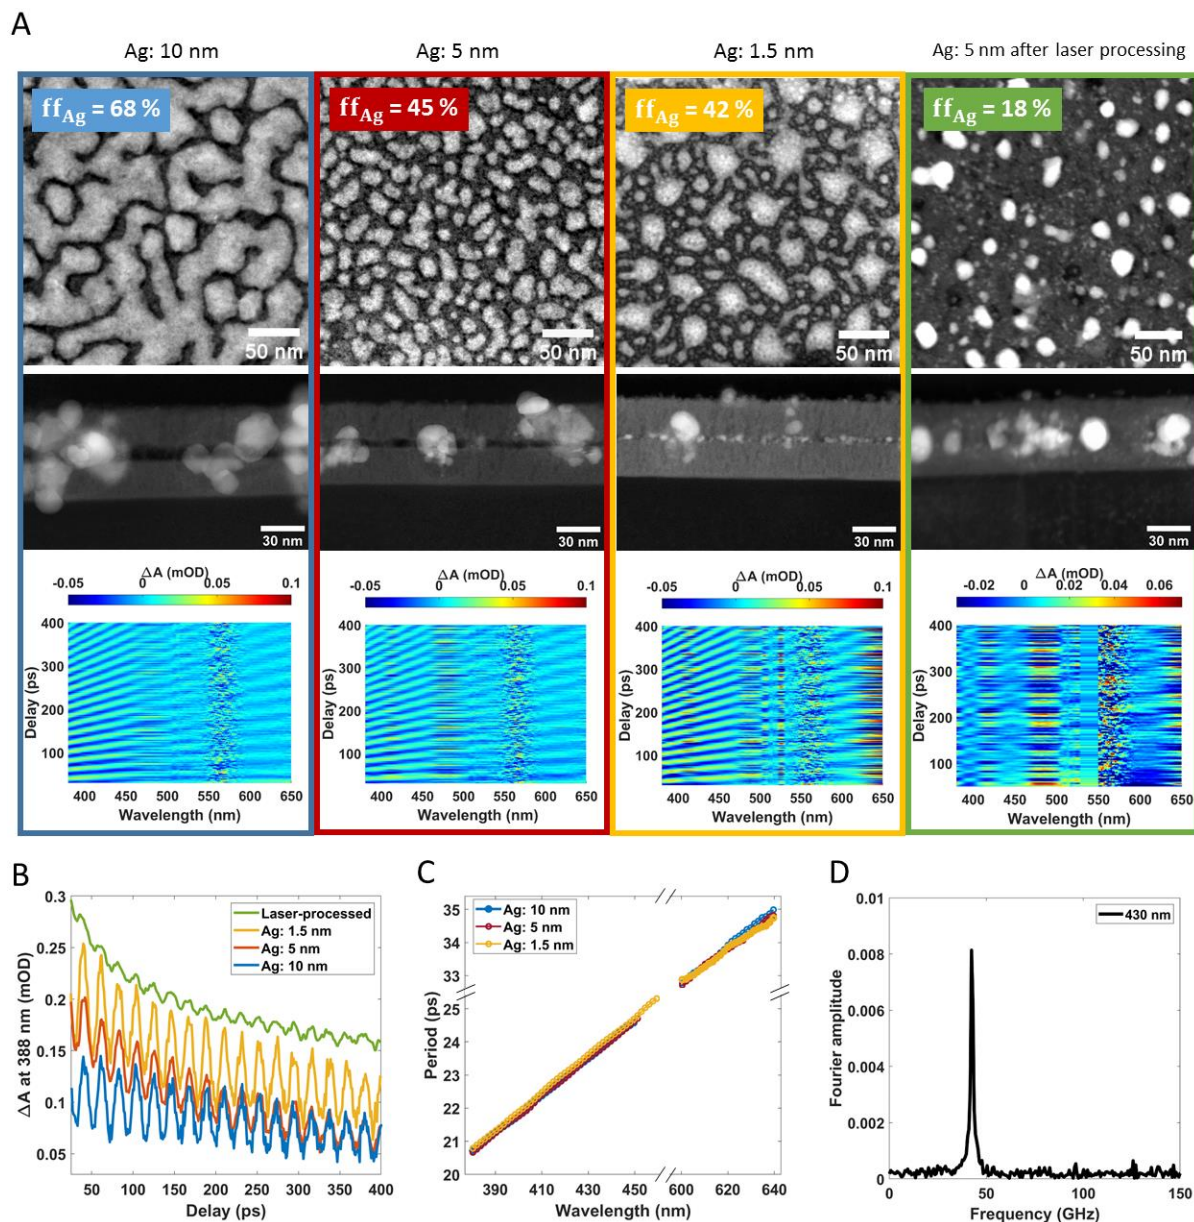 A
Ag: 10 nm
Ag: 5 nm
Ag: 1.5 nm
Ag: 5 nm after laser processing
ff_Ag = 68 %
ff_Ag = 45 %
ff_Ag = 42 %
ff_Ag = 18 %
50 nm
50 nm
50 nm
50 nm
30 nm
30 nm
30 nm
30 nm
ΔA (mOD)
-0.05 0 0.05 0.1
ΔA (mOD)
-0.05 0 0.05 0.1
ΔA (mOD)
-0.05 0 0.05 0.1
ΔA (mOD)
-0.02 0 0.02 0.04 0.06
Delay (ps)
400
300
200
100
400 450 500 550 600 650
Wavelength (nm)
Delay (ps)
400
300
200
100
400 450 500 550 600 650
Wavelength (nm)
Delay (ps)
400
300
200
100
400 450 500 550 600 650
Wavelength (nm)
Delay (ps)
400
300
200
100
400 450 500 550 600 650
Wavelength (nm)
B
ΔA at 388 nm (mOD)
0.3
0.25
0.2
0.15
0.1
0.05
Laser-processed
Ag: 1.5 nm
Ag: 5 nm
Ag: 10 nm
50 100 150 200 250 300 350 400
Delay (ps)
C
Period (ps)
35
34
33
25
24
23
22
21
20
Ag: 10 nm
Ag: 5 nm
Ag: 1.5 nm
390 410 430 450 600 620 640
Wavelength (nm)
D
Fourier amplitude
0.01
0.008
0.006
0.004
0.002
0
430 nm
0 50 100 150
Frequency (GHz)